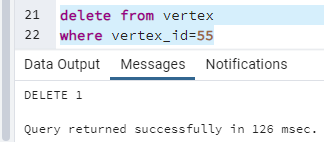 21 delete from vertex
22 where vertex_id=55
Data Output Messages Notifications
DELETE 1
Query returned successfully in 126 msec.